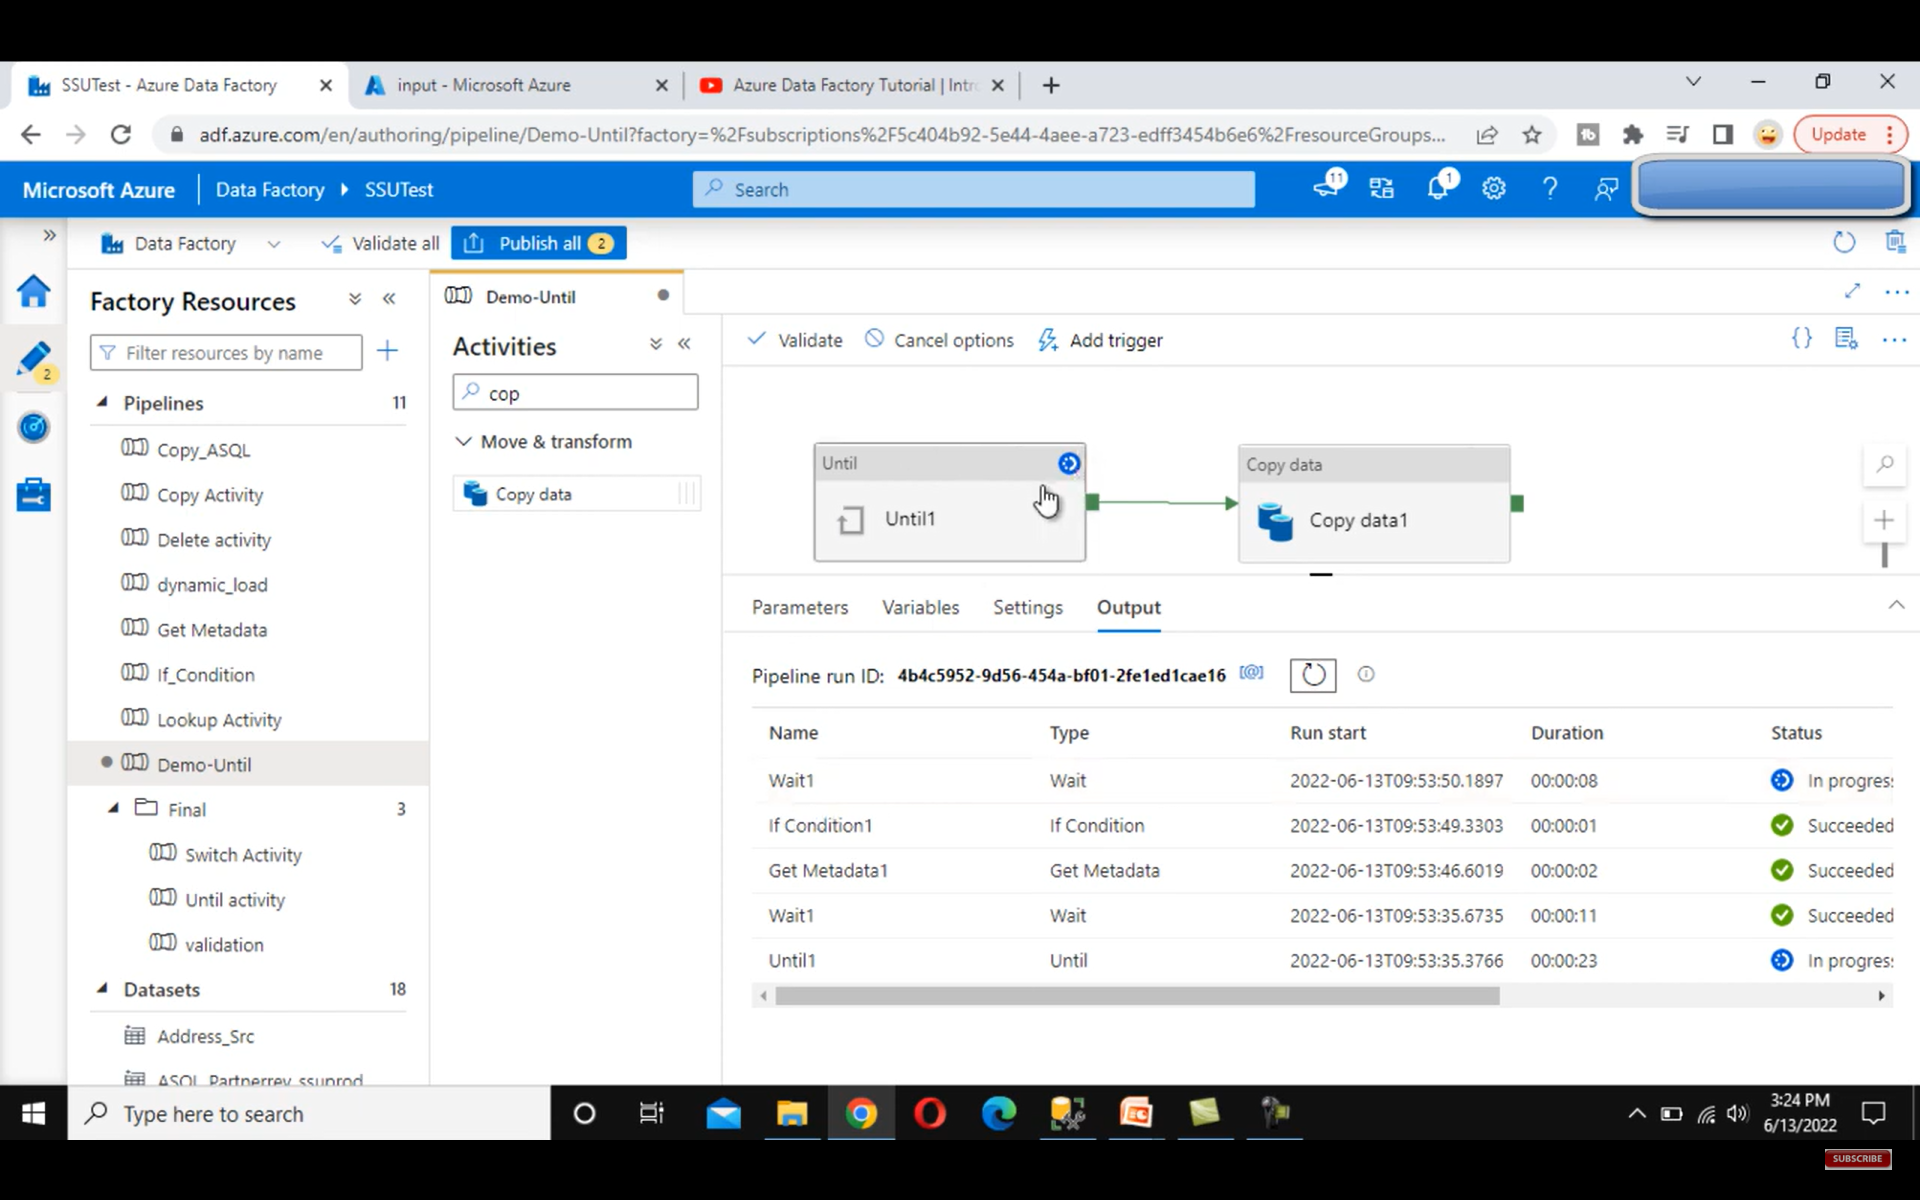 SSUTest - Azure Data Factory
input - Microsoft Azure
Azure Data Factory Tutorial | Intr
adf.azure.com/en/authoring/pipeline/Demo-Until?factory=%2Fsubscriptions%2F5c404b92-5e44-4aee-a723-edff3454b6e6%2FresourceGroups...
Update
Microsoft Azure
Data Factory
SSUTest
Search
11
1
Data Factory
Validate all
Publish all 2
Factory Resources
Demo-Until
Filter resources by name
2
Activities
cop
Validate
Cancel options
Add trigger
Pipelines 11
Copy_ASQL
Copy Activity
Delete activity
dynamic_load
Get Metadata
If_Condition
Lookup Activity
Demo-Until
Final 3
Switch Activity
Until activity
validation
Datasets 18
Address_Src
ASQL_Partnerrev_ssuprod
Move & transform
Copy data
Until
Until1
Copy data
Copy data1
Parameters Variables Settings Output
Pipeline run ID: 4b4c5952-9d56-454a-bf01-2fe1ed1cae16
Name Type Run start Duration Status
Wait1 Wait 2022-06-13T09:53:50.1897 00:00:08 In progres
If Condition1 If Condition 2022-06-13T09:53:49.3303 00:00:01 Succeeded
Get Metadata1 Get Metadata 2022-06-13T09:53:46.6019 00:00:02 Succeeded
Wait1 Wait 2022-06-13T09:53:35.6735 00:00:11 Succeeded
Until1 Until 2022-06-13T09:53:35.3766 00:00:23 In progres
Type here to search
3:24 PM
6/13/2022
SUBSCRIBE